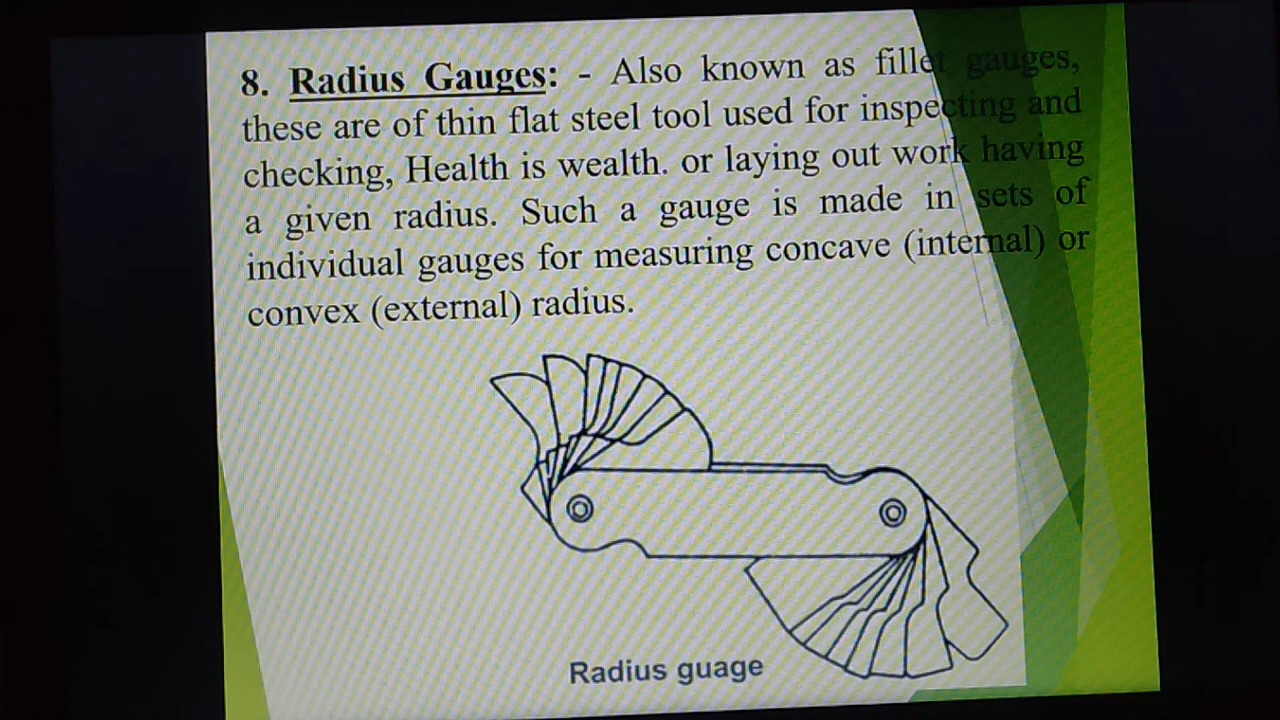 8. Radius Gauges: - Also known as fillet gauges,
these are of thin flat steel tool used for inspecting and
checking, Health is wealth. or laying out work having
a given radius. Such a gauge is made in sets of
individual gauges for measuring concave (internal) or
convex (external) radius.
Radius guage